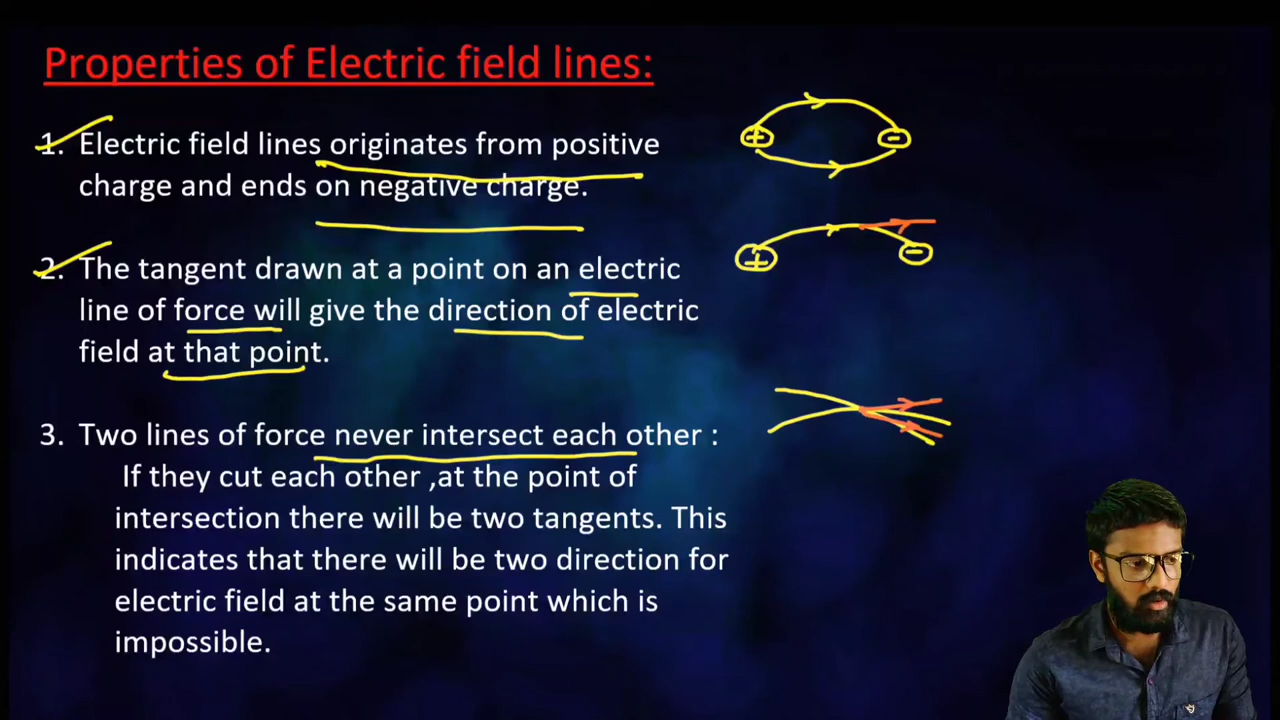 Properties of Electric field lines:
1. Electric field lines originates from positive
charge and ends on negative charge.
+ -
2. The tangent drawn at a point on an electric
line of force will give the direction of electric
field at that point.
+ -
3. Two lines of force never intersect each other :
If they cut each other ,at the point of
intersection there will be two tangents. This
indicates that there will be two direction for
electric field at the same point which is
impossible.